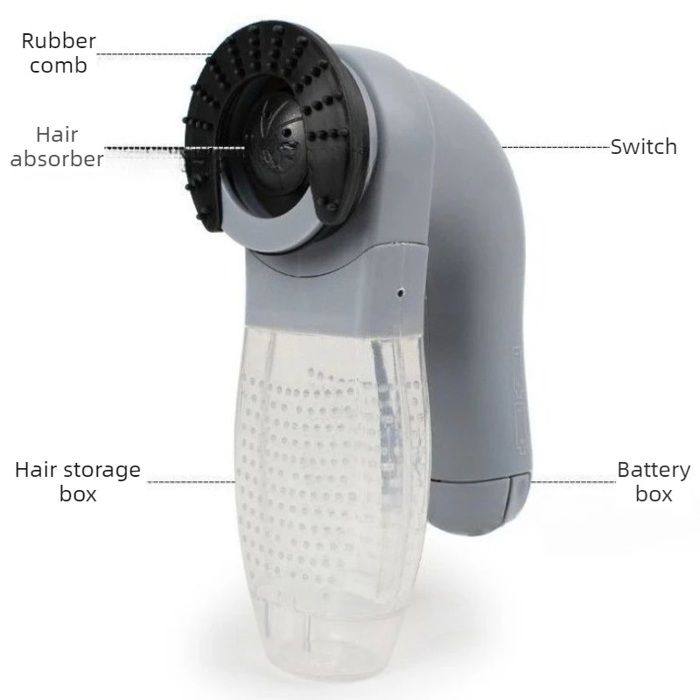 Rubber
comb
Hair
absorber
Switch
Hair storage
box
Battery
box